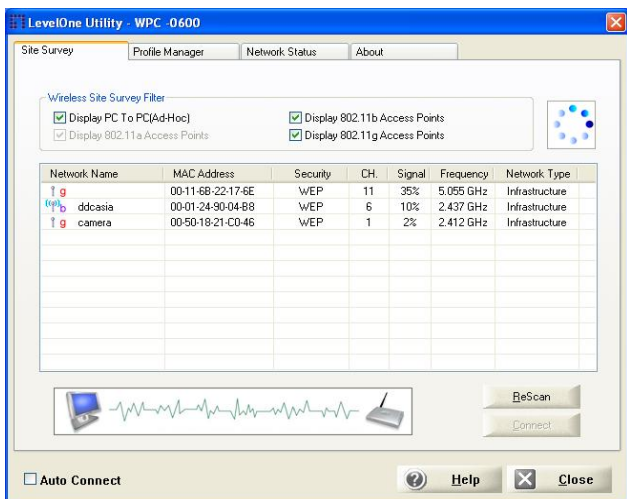 LevelOne Utility - WPC -0600
Site Survey Profile Manager Network Status About
Wireless Site Survey Filter
Display PC To PC(Ad-Hoc) Display 802.11b Access Points
Display 802.11a Access Points Display 802.11g Access Points
Network Name MAC Address Security CH. Signal Frequency Network Type
g 00-11-6B-22-17-6E WEP 11 35% 5.055 GHz Infrastructure
b ddcasia 00-01-24-90-04-B8 WEP 6 10% 2.437 GHz Infrastructure
g camera 00-50-18-21-C0-46 WEP 1 2% 2.412 GHz Infrastructure
ReScan
Connect
Auto Connect Help Close